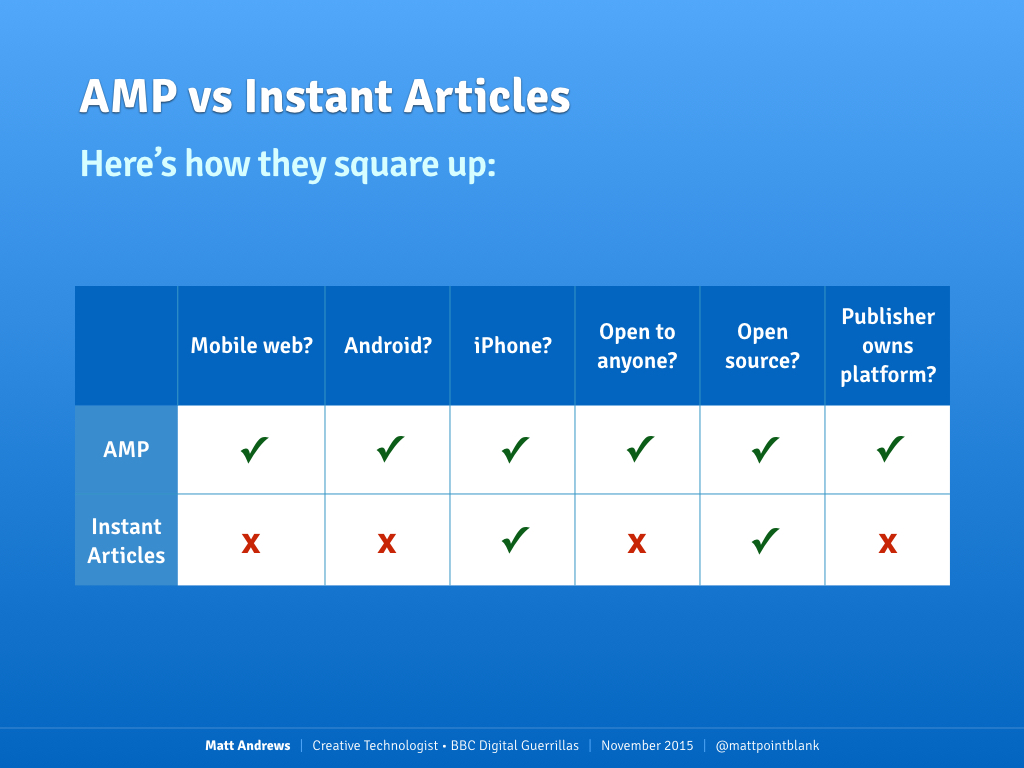 AMP vs Instant Articles
Here’s how they square up:
Mobile web?
Android?
iPhone?
Open to
anyone?
Open
source?
Publisher
owns
platform?
AMP
✓ ✓ ✓ ✓ ✓ ✓
Instant
Articles
x x ✓ x ✓ x
Matt Andrews | Creative Technologist • BBC Digital Guerrillas | November 2015 | @mattpointblank